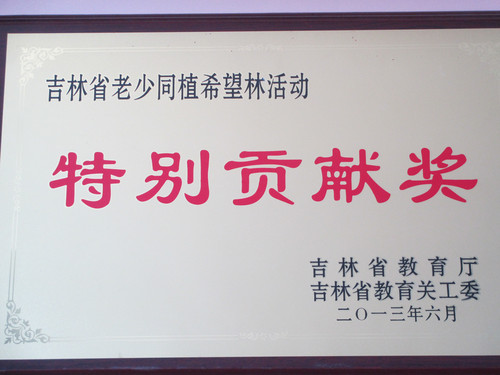 吉林省老少同植希望林活动
特别贡献奖
吉林省教育厅
吉林省教育关工委
二〇一三年六月